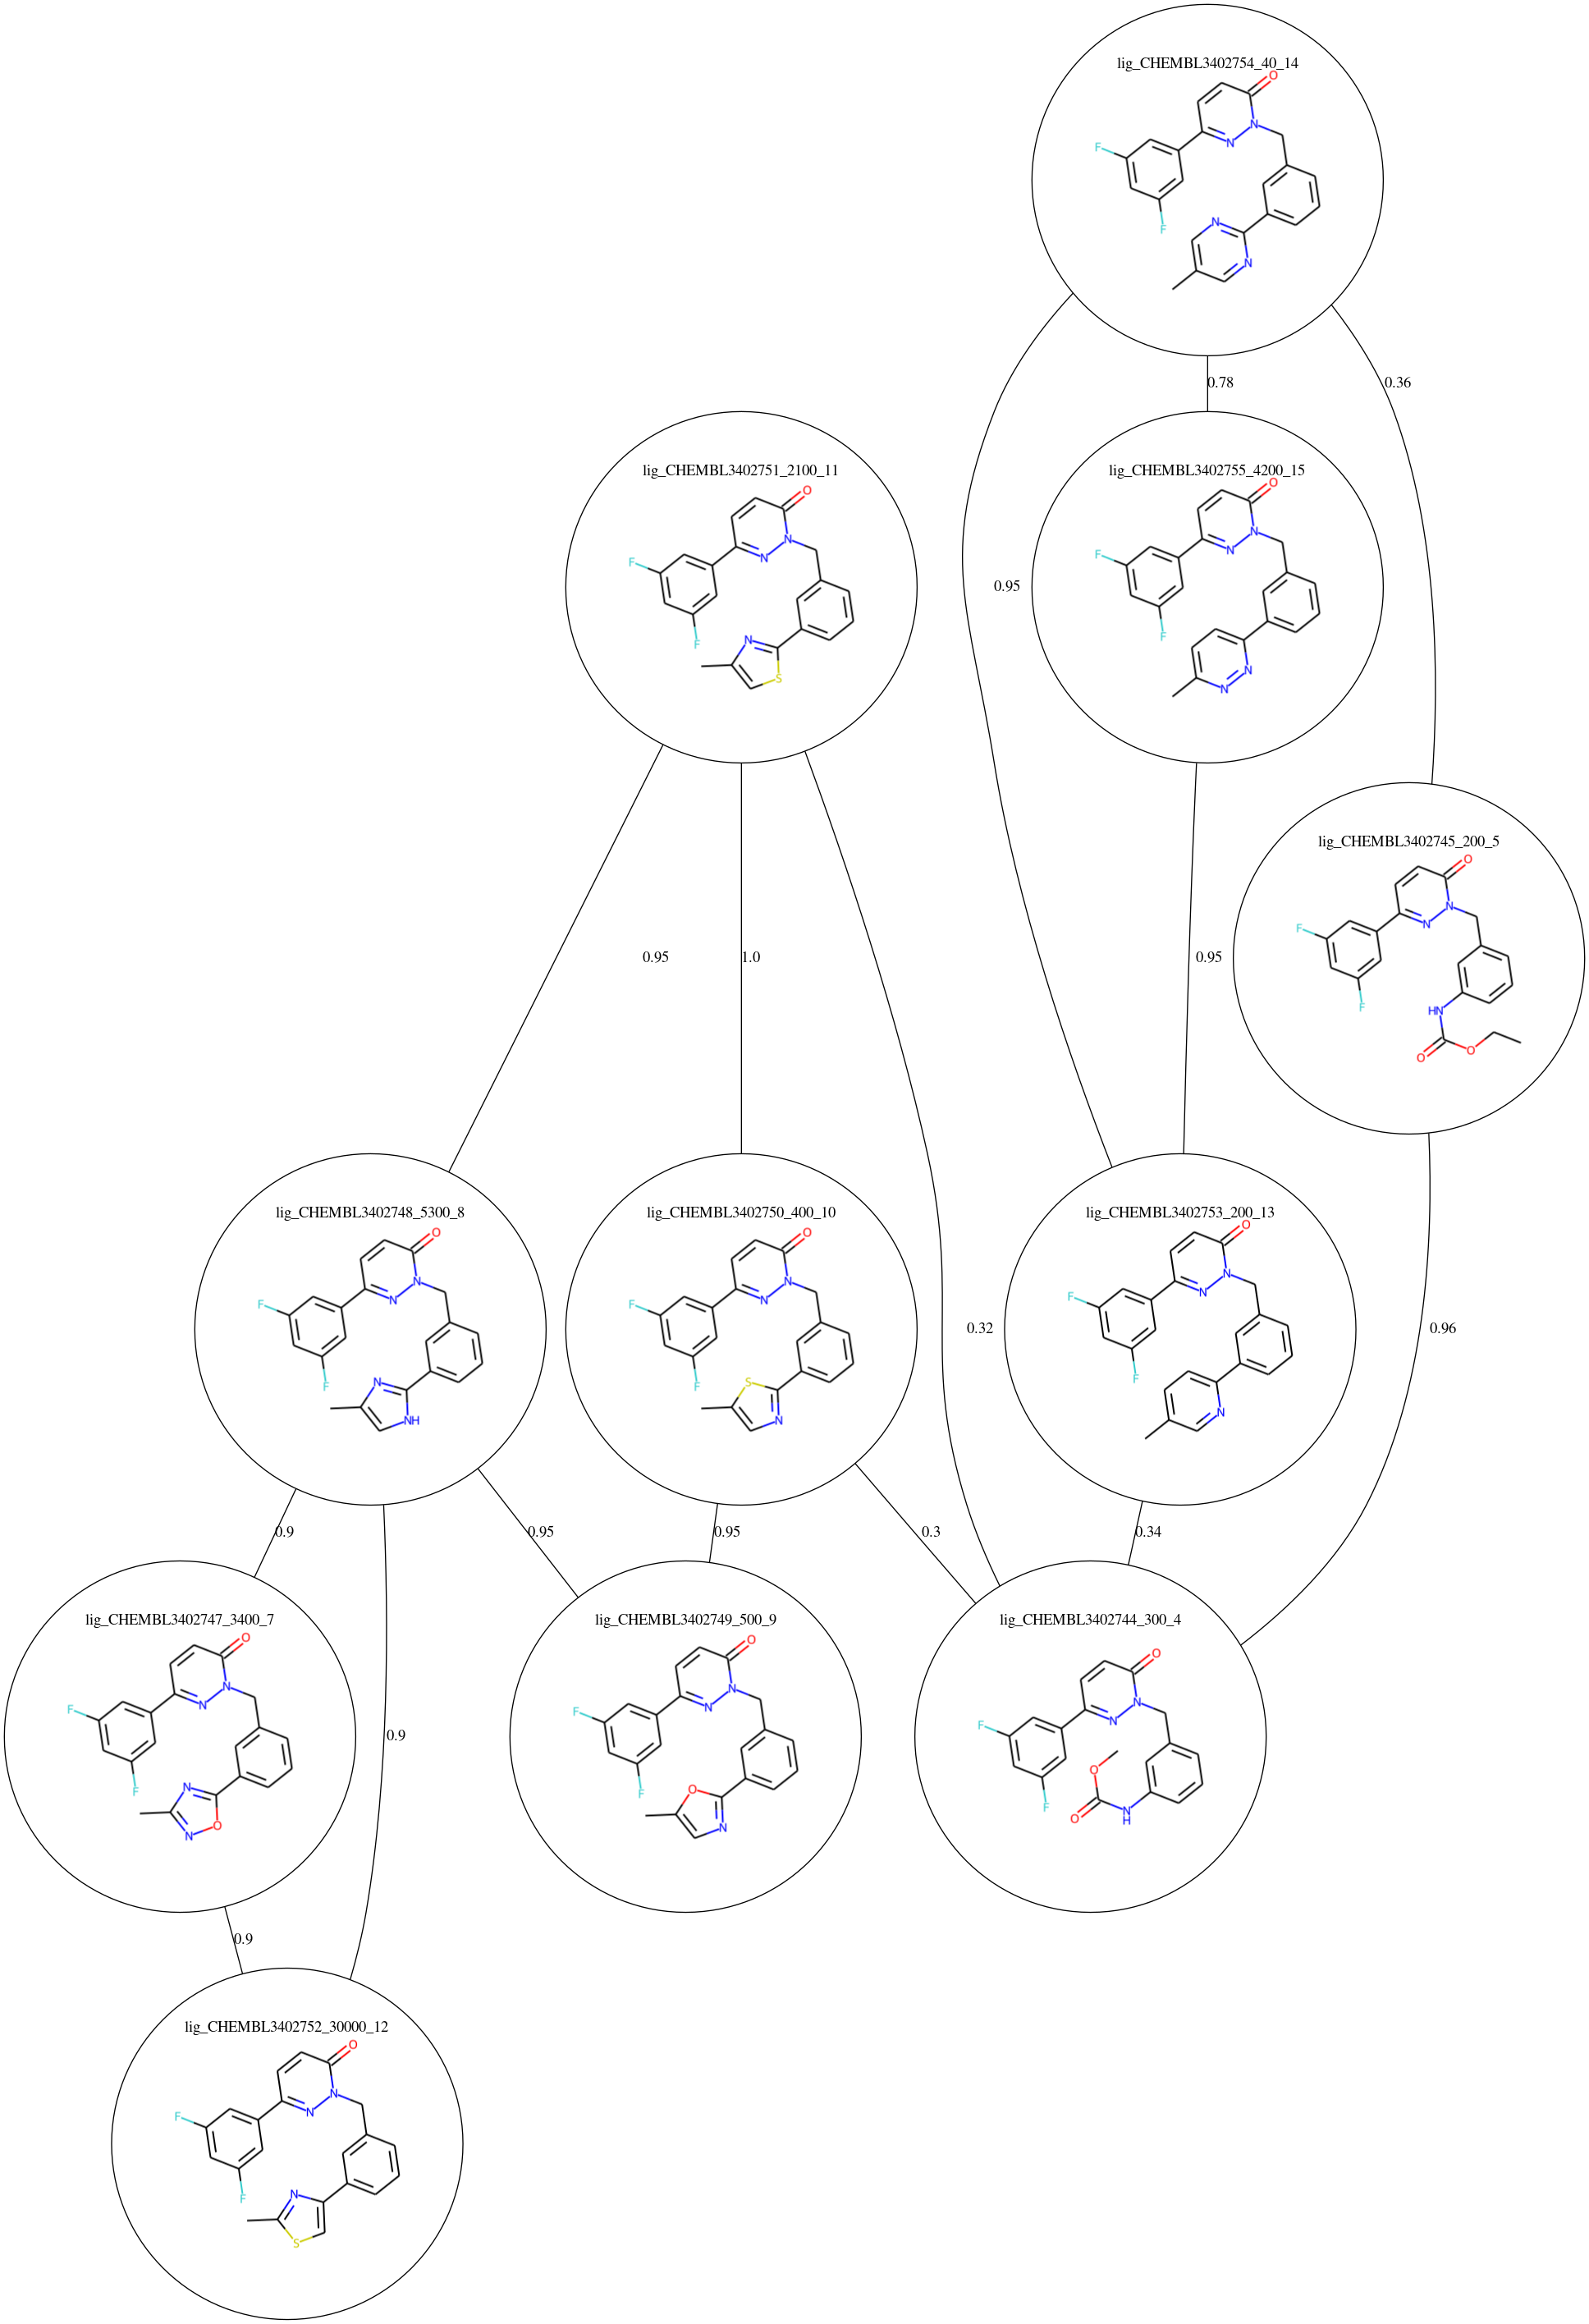 lig_CHEMBL3402754_40_14
O
N
N
F
F
N
N
0.78
0.36
lig_CHEMBL3402751_2100_11
O
N
N
F
F
N
S
0.95
lig_CHEMBL3402755_4200_15
O
N
N
F
F
N
N
lig_CHEMBL3402745_200_5
O
N
N
F
F
HN
O
O
0.95
1.0
0.95
lig_CHEMBL3402748_5300_8
O
N
N
F
F
N
NH
lig_CHEMBL3402750_400_10
O
N
N
F
F
S
N
0.32
lig_CHEMBL3402753_200_13
O
N
N
F
F
N
0.96
0.9
0.95
0.95
0.3
0.34
lig_CHEMBL3402747_3400_7
O
N
N
F
F
N
O
N
0.9
lig_CHEMBL3402749_500_9
O
N
N
F
F
O
N
lig_CHEMBL3402744_300_4
O
N
N
F
F
O
O
N
H
0.9
lig_CHEMBL3402752_30000_12
O
N
N
F
F
N
S